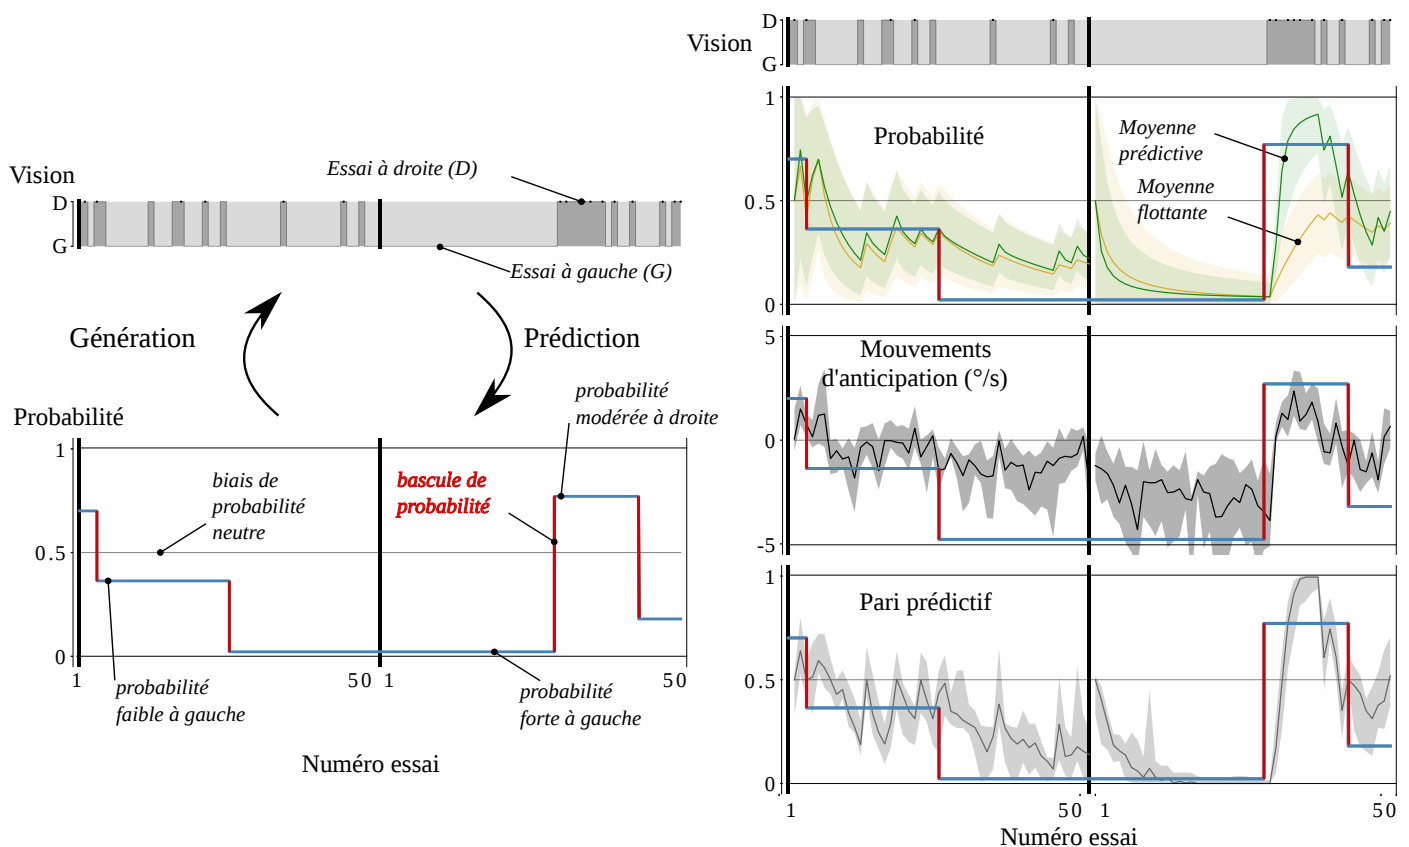 Vision
D
G
Essai à droite (D)
Essai à gauche (G)
Génération
Prédiction
Probabilité
probabilité
modérée à droite
1
0.5
0
biais de
probabilité
neutre
bascule de
probabilité
1
50
1
50
probabilité
faible à gauche
probabilité
forte à gauche
Numéro essai
Vision
D
G
1
0.5
0
Probabilité
Moyenne
prédictive
Moyenne
flottante
5
0
-5
Mouvements
d'anticipation (°/s)
1
0.5
0
Pari prédictif
1
50
1
50
Numéro essai